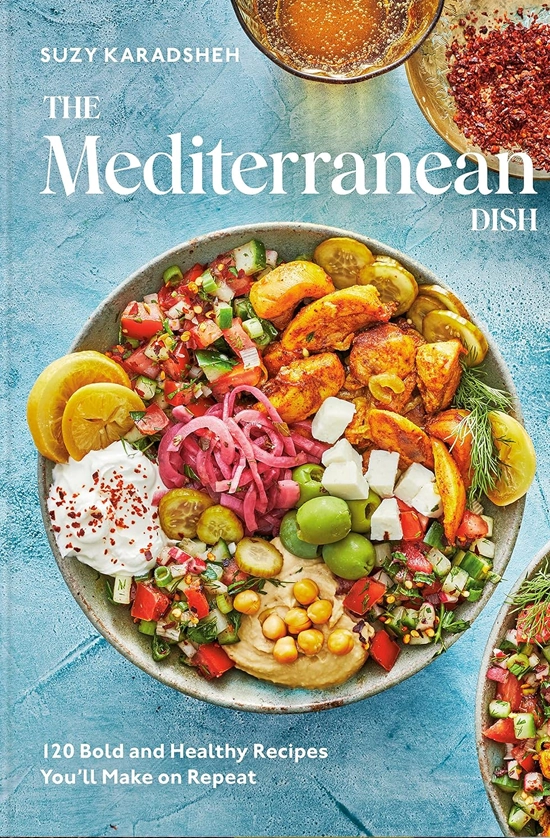 SUZY KARADSHEH
THE
Mediterranean
DISH
120 Bold and Healthy Recipes
You'll Make on Repeat